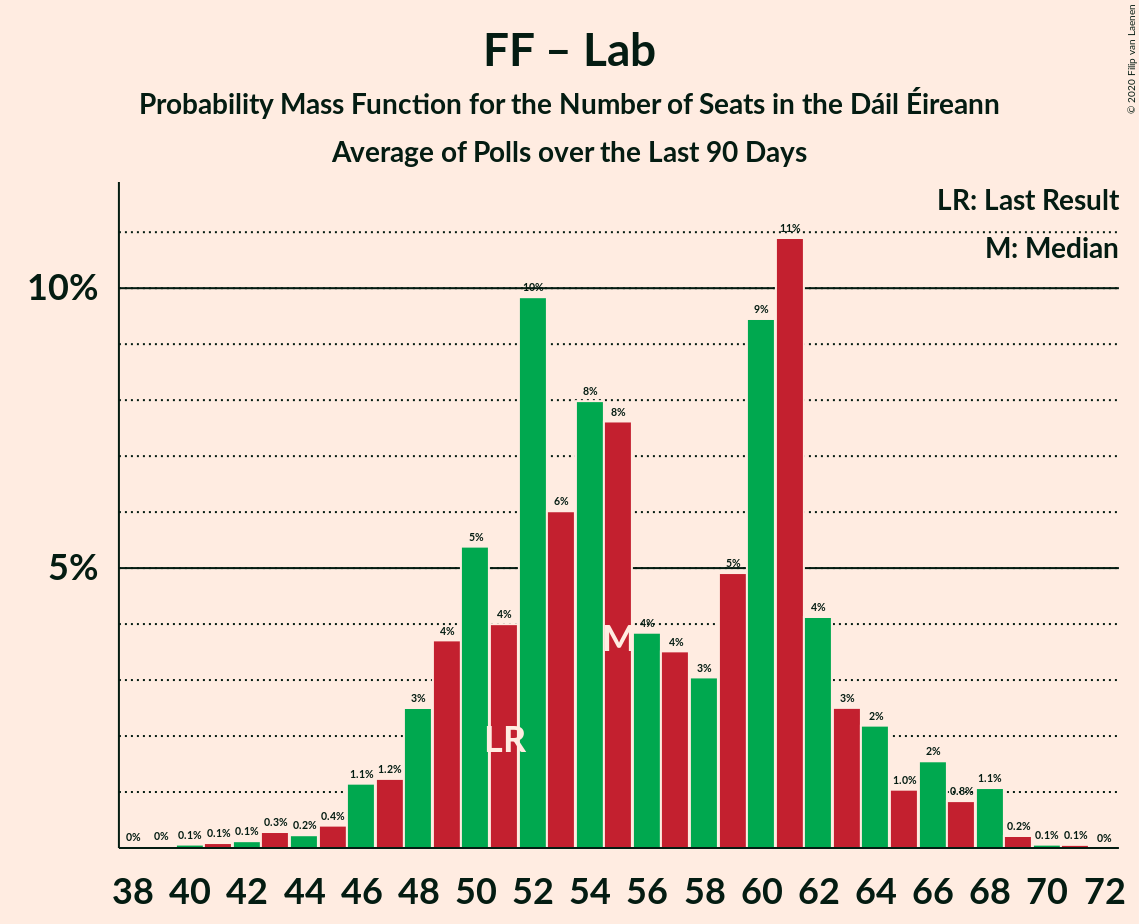 FF – Lab
Probability Mass Function for the Number of Seats in the Dáil Éireann
Average of Polls over the Last 90 Days
© 2020 Filip van Laenen
LR: Last Result
M: Median
10%
5%
0% 0% 0.1% 0.1% 0.1% 0.3% 0.2% 0.4% 1.1% 1.2% 3% 4% 5% 4% 10% 6% 8% 8% 4% 4% 3% 5% 9% 11% 4% 3% 2% 1.0% 2% 0.8% 1.1% 0.2% 0.1% 0.1% 0%
M
LR
38 40 42 44 46 48 50 52 54 56 58 60 62 64 66 68 70 72